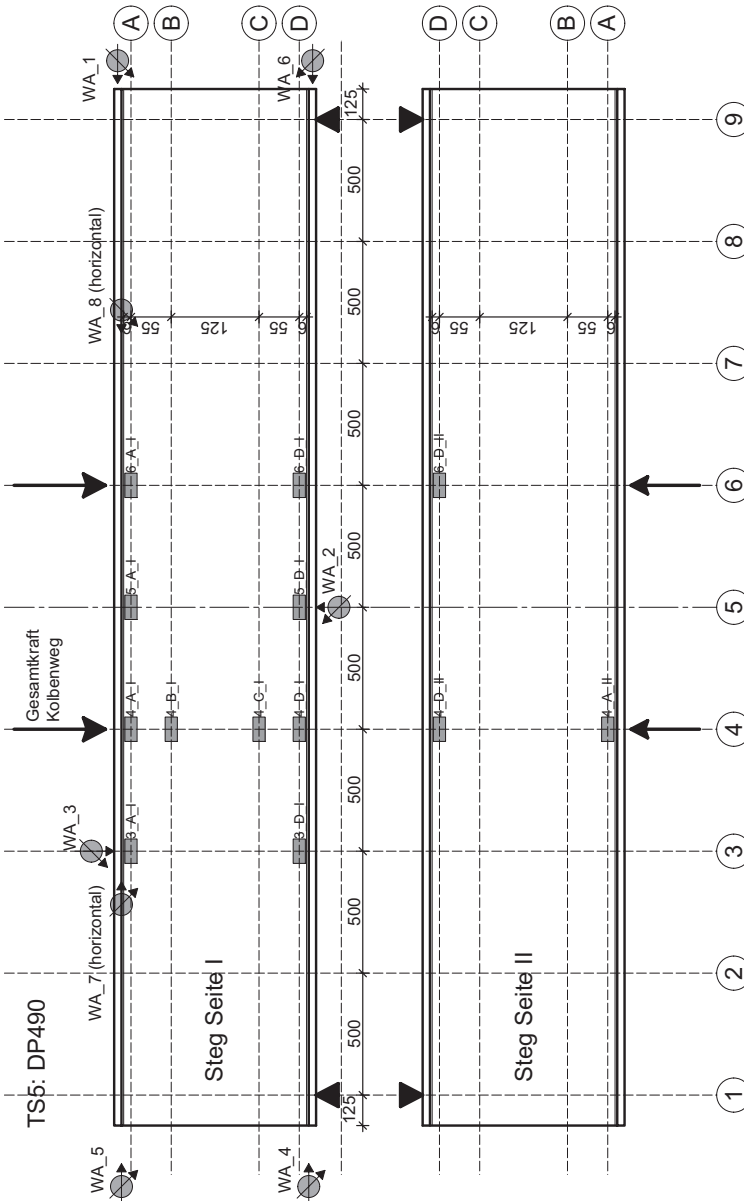 TS5: DP490
Gesamtkraft
Kolbenweg
WA_3
WA_5
WA_7 (horizontal)
WA_8 (horizontal)
WA_1
3_A_I
4_A_I
5_A_I
6_A_I
6
A
4_B_I
55
B
Steg Seite I
125
4_C_I
C
3_D_I
4_D_I
5_D_I
6_D_I
55
6
D
WA_4
WA_6
WA_2
125
500
500
500
500
500
500
500
500
125
4_D_II
6_D_II
6
D
55
C
Steg Seite II
125
B
4_A_II
55
6
A
1
2
3
4
5
6
7
8
9